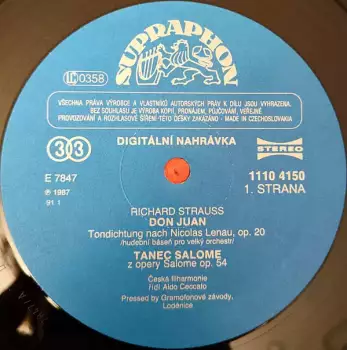 SUPRAPHON
LC 0358
VŠECHNA PRÁVA VÝROBCE A VLASTNÍKŮ AUTORSKÝCH PRÁV K DÍLU JSOU VYHRAZENA.
BEZ SOUHLASU JE VÝROBA KOPIÍ, PRONÁJEM, PŮJČOVÁNÍ, VEŘEJNÉ
PROVOZOVÁNÍ A ROZHLASOVÉ ŠÍŘENÍ TÉTO DESKY ZAKÁZÁNO - MADE IN CZECHOSLOVAKIA
DIGITÁLNÍ NAHRÁVKA
33
STEREO
E 7847
1110 4150
℗ 1987
1. STRANA
RICHARD STRAUSS
DON JUAN
Tondichtung nach Nicolas Lenau, op. 20
/hudební báseň pro velký orchestr/
TANEC SALOME
z opery Salome op. 54
Česká filharmonie
řídí Aldo Ceccato
Pressed by Gramofonové závody,
Loděnice